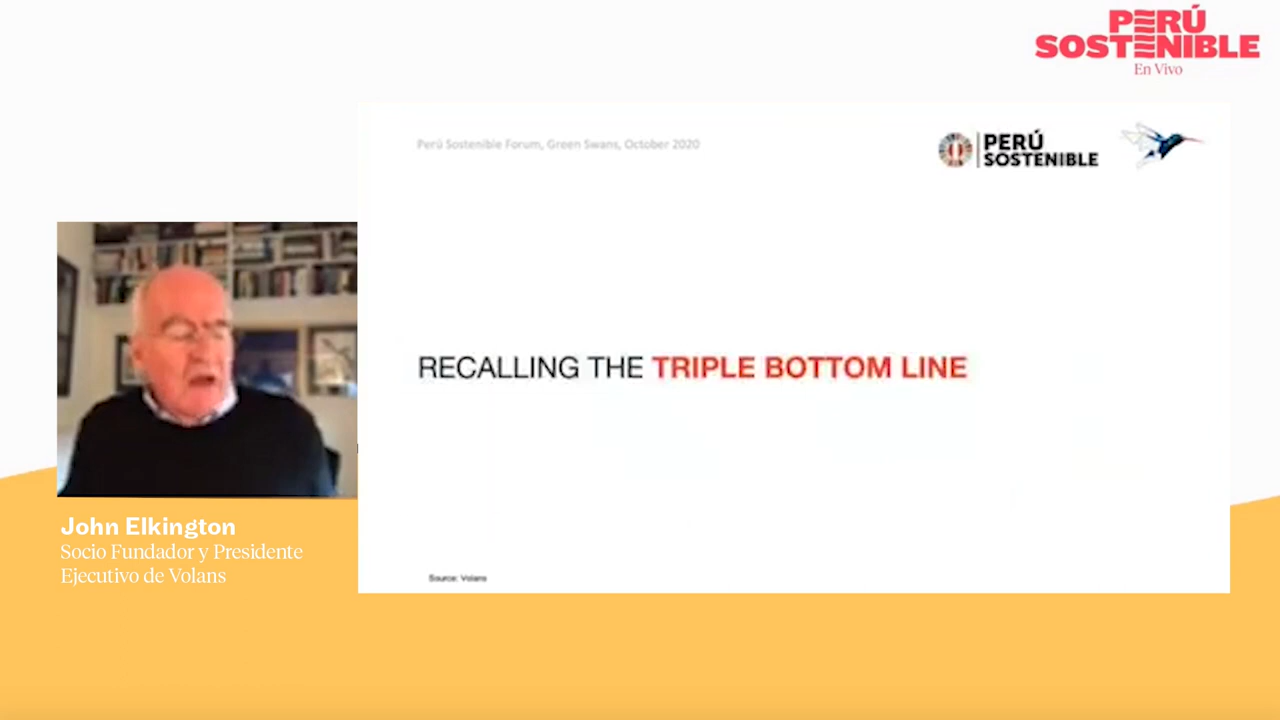 PERÚ
SOSTENIBLE
En Vivo
Perú Sostenible Forum, Green Swans, October 2020
PERÚ
SOSTENIBLE
RECALLING THE TRIPLE BOTTOM LINE
John Elkington
Socio Fundador y Presidente
Ejecutivo de Volans
Source: Volans